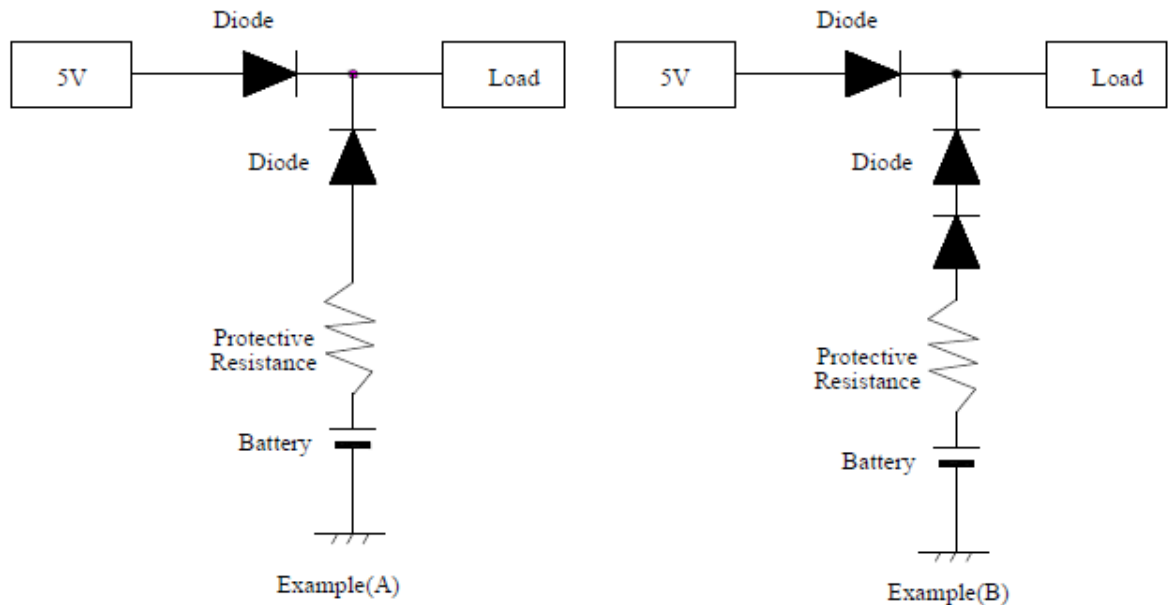 Diode
5V
Load
Diode
Protective
Resistance
Battery
Example(A)
Diode
5V
Load
Diode
Protective
Resistance
Battery
Example(B)